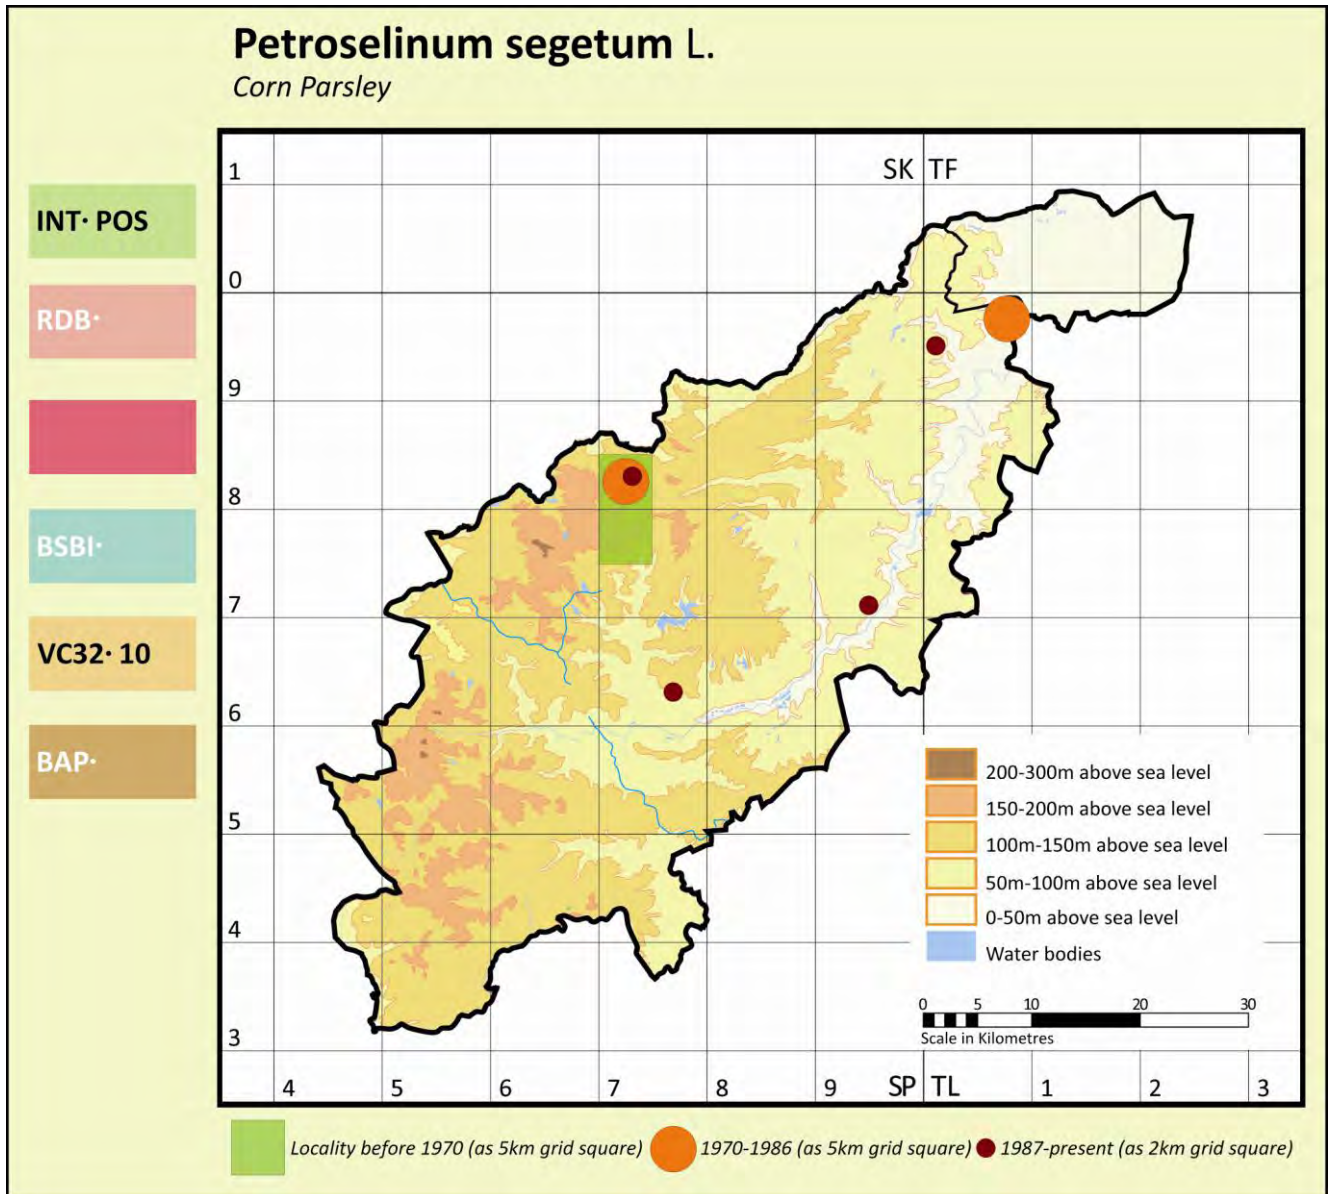 Petroselinum segetum L.
Corn Parsley
INT· POS
RDB·
BSBI·
VC32· 10
BAP·
SK TF
1
0
9
8
7
6
5
4
3
4 5 6 7 8 9 SP TL 1 2 3
200-300m above sea level
150-200m above sea level
100m-150m above sea level
50m-100m above sea level
0-50m above sea level
Water bodies
0 5 10 20 30
Scale in Kilometres
Locality before 1970 (as 5km grid square) 1970-1986 (as 5km grid square) 1987-present (as 2km grid square)